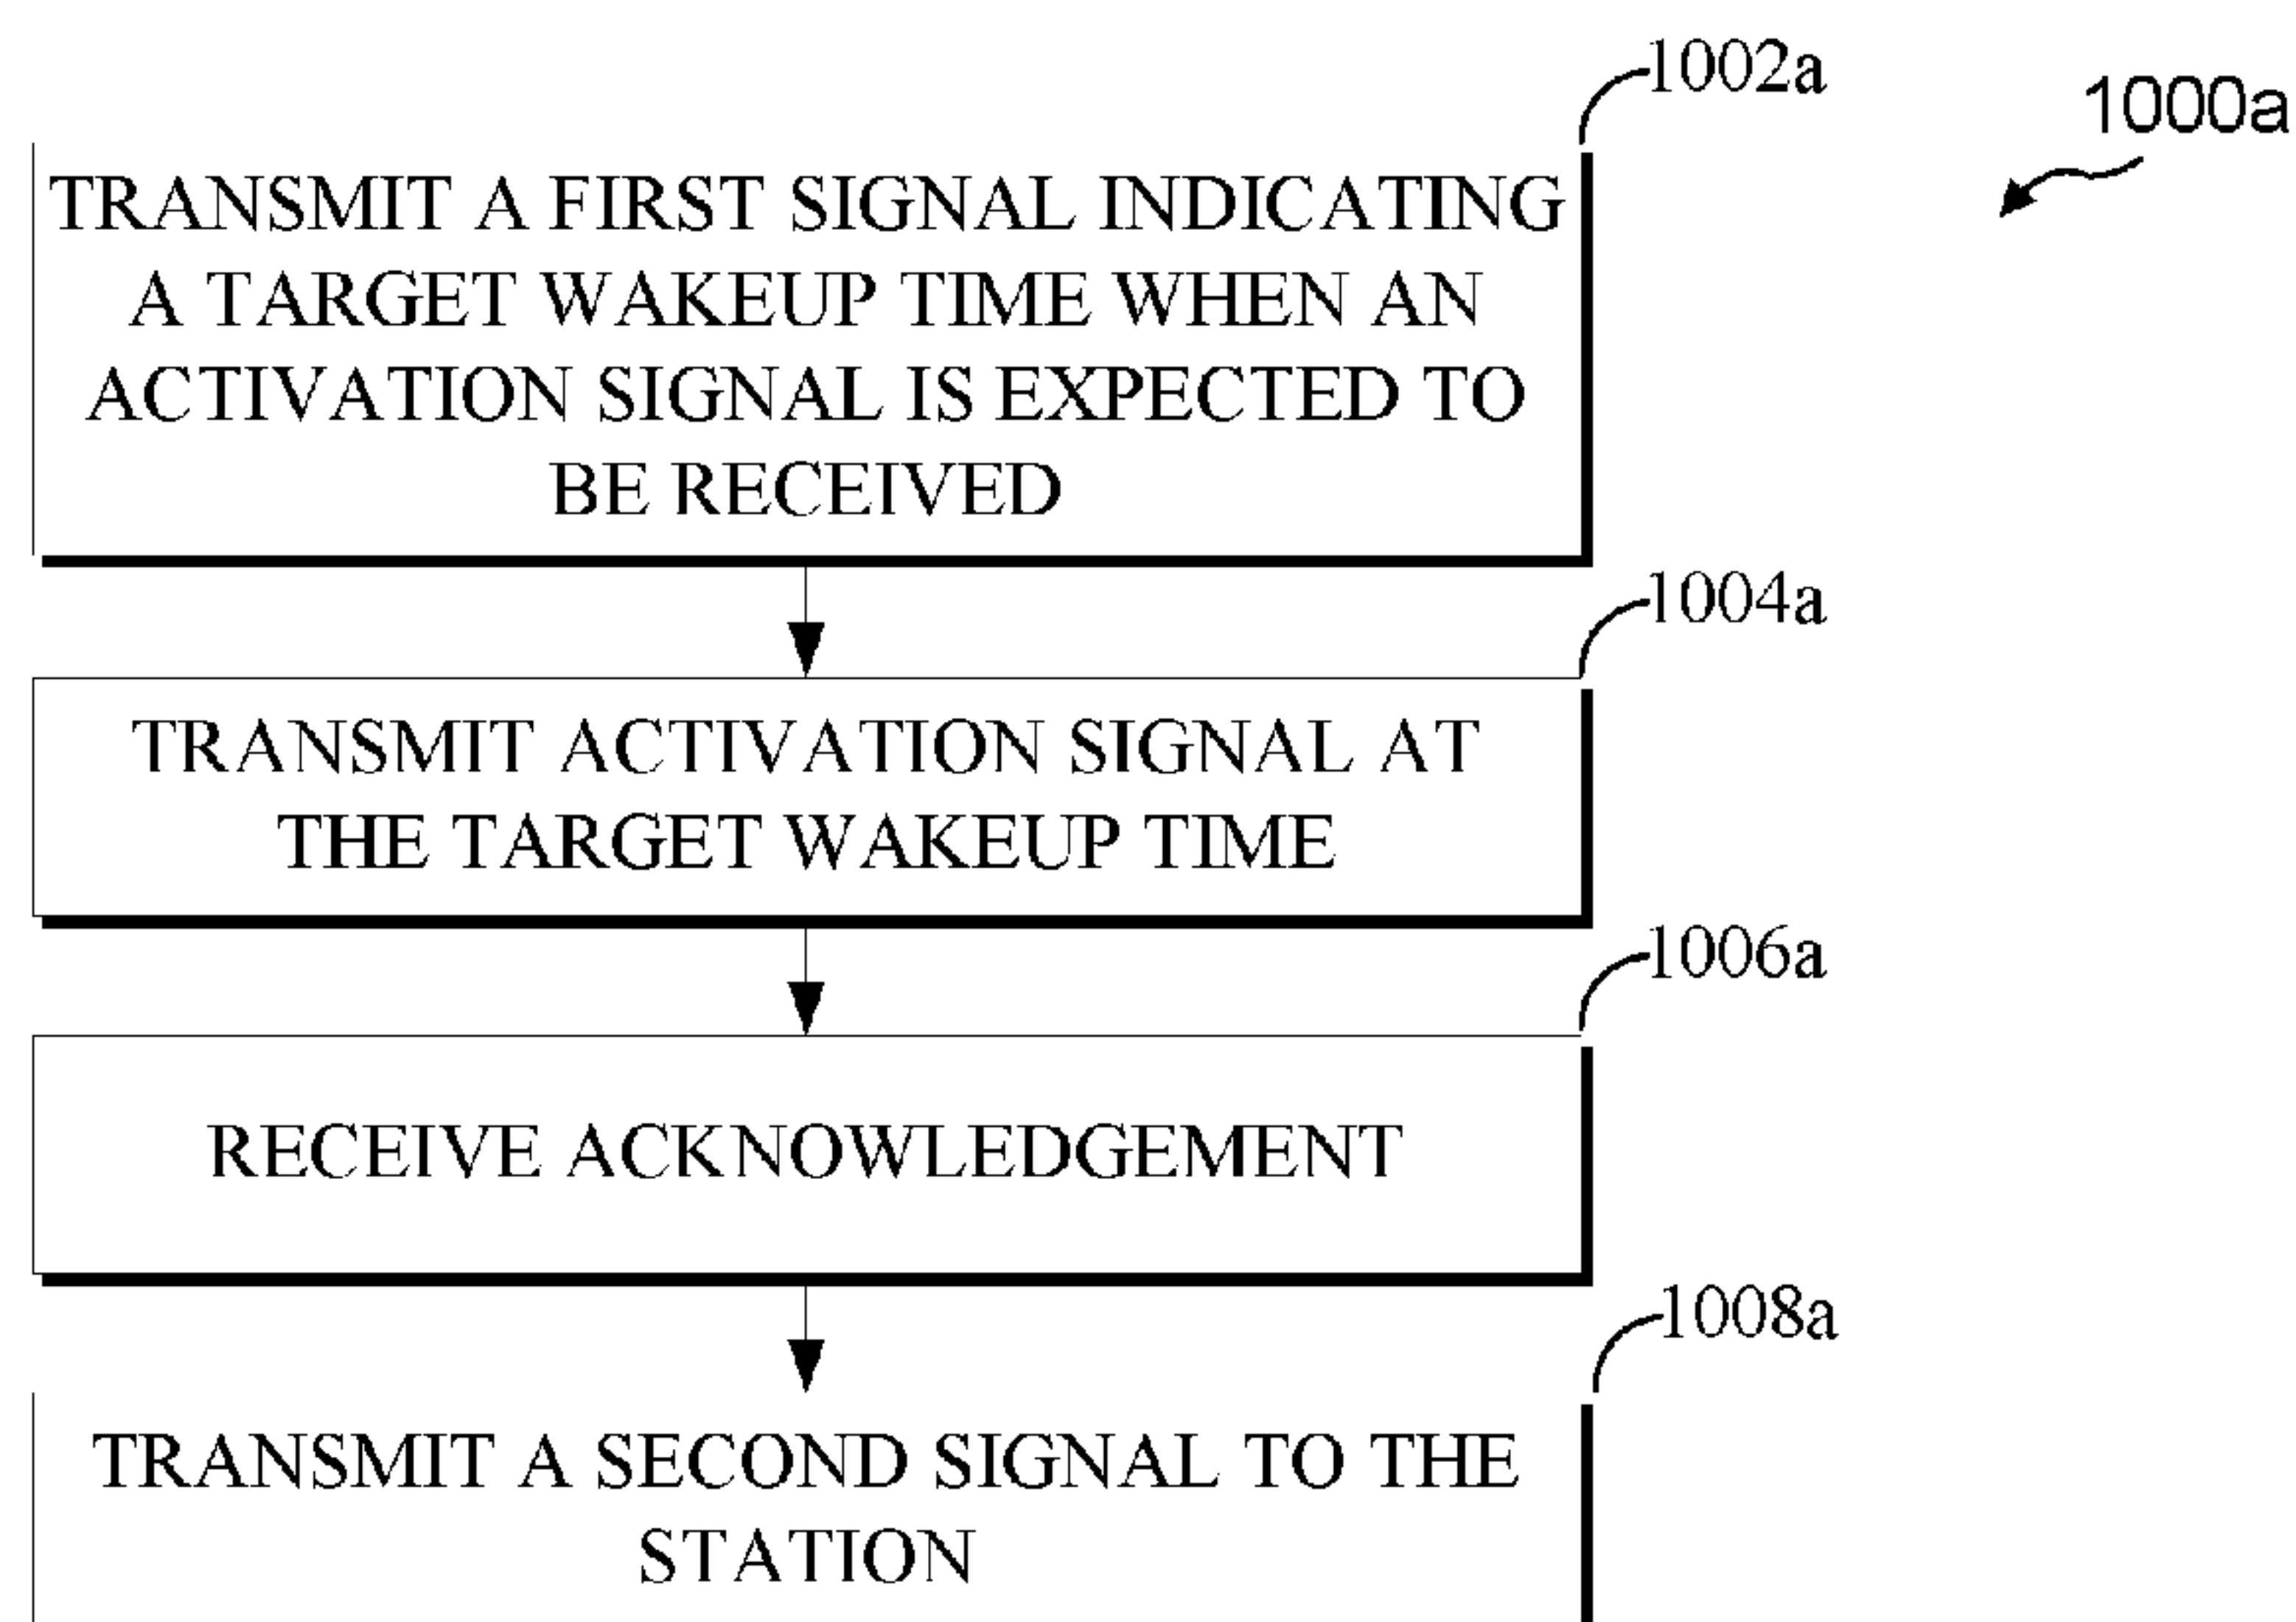 1002a
1000a
TRANSMIT A FIRST SIGNAL INDICATING
A TARGET WAKEUP TIME WHEN AN
ACTIVATION SIGNAL IS EXPECTED TO
BE RECEIVED
1004a
TRANSMIT ACTIVATION SIGNAL AT
THE TARGET WAKEUP TIME
1006a
RECEIVE ACKNOWLEDGEMENT
1008a
TRANSMIT A SECOND SIGNAL TO THE
STATION